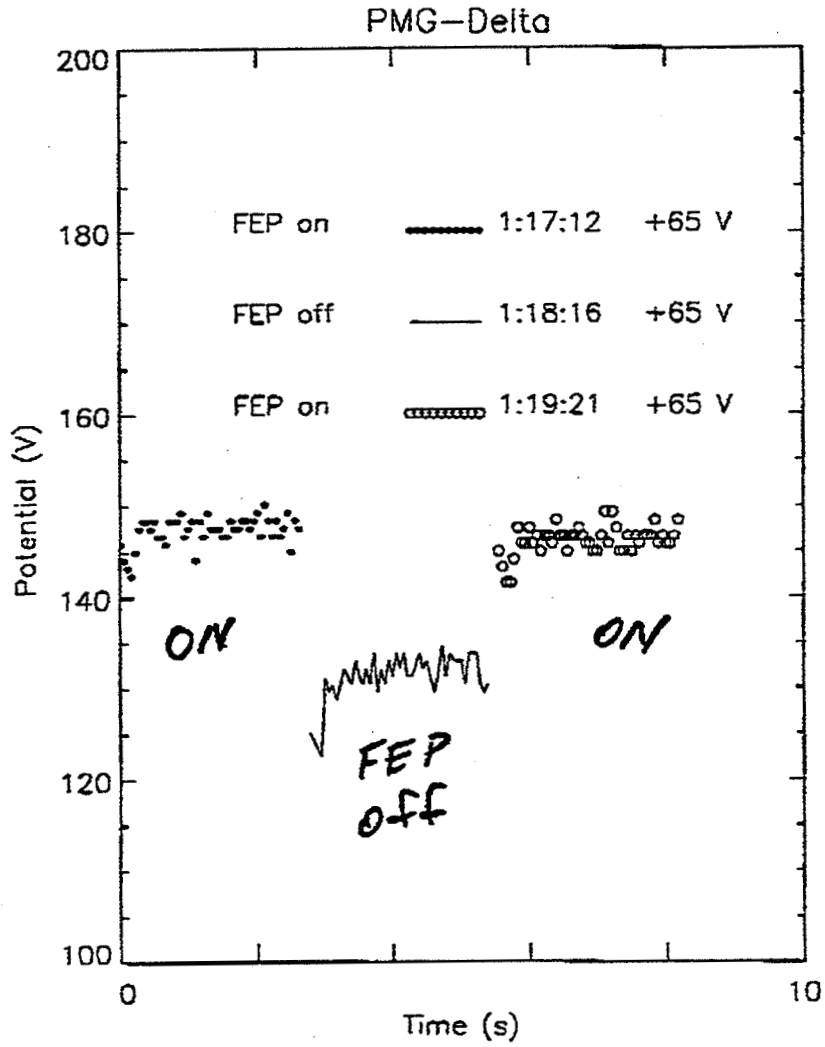 PMG-Delta
200
180
160
140
120
100
Potential (V)
FEP on 1:17:12 +65 V
FEP off 1:18:16 +65 V
FEP on 1:19:21 +65 V
ON
ON
FEP
off
0
10
Time (s)